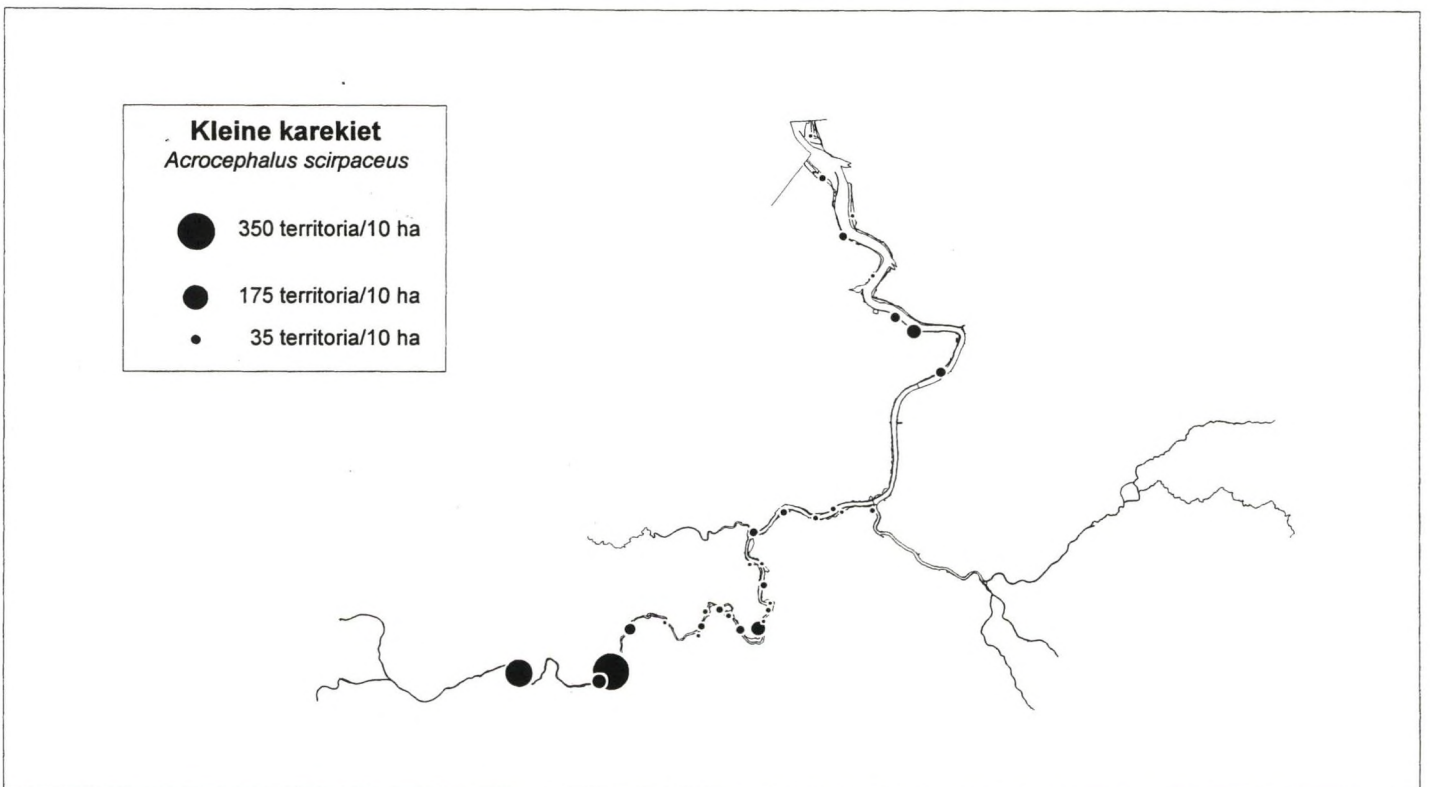 Kleine karekiet
Acrocephalus scirpaceus
350 territoria/10 ha
175 territoria/10 ha
35 territoria/10 ha